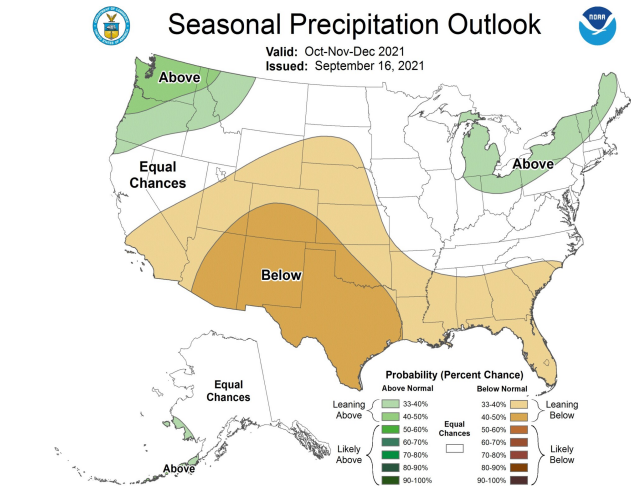 Seasonal Precipitation Outlook
Valid: Oct-Nov-Dec 2021
Issued: September 16, 2021
NOAA
Above
Equal
Chances
Above
Below
Equal
Chances
Above
Probability (Percent Chance)
Above Normal
Below Normal
Leaning
Above
33-40%
40-50%
Likely
Above
50-60%
60-70%
70-80%
80-90%
90-100%
Equal
Chances
33-40%
40-50%
Leaning
Below
50-60%
60-70%
70-80%
80-90%
90-100%
Likely
Below